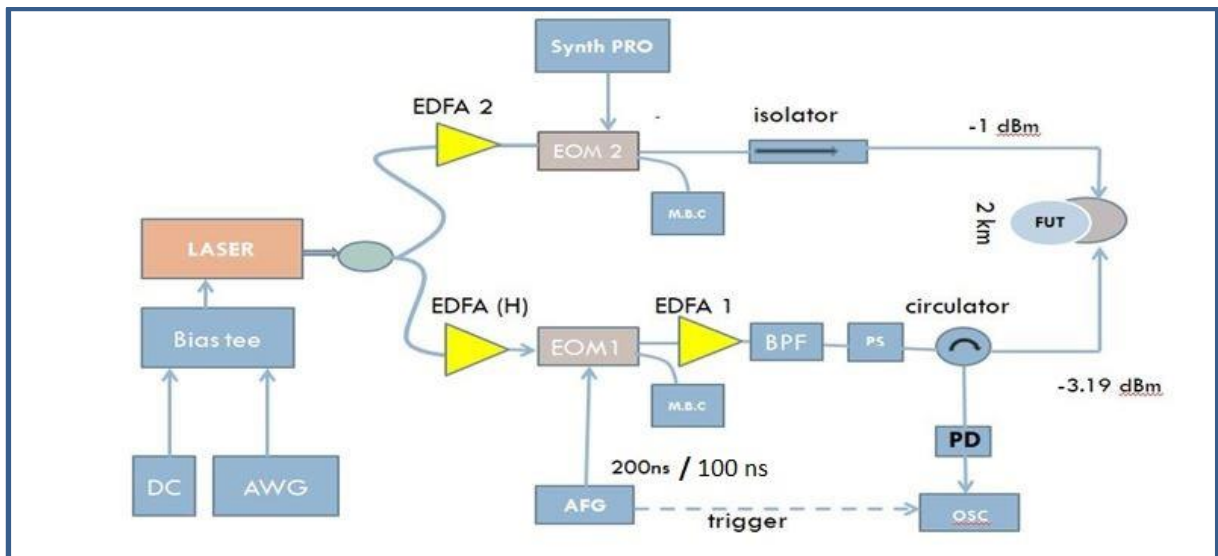 Synth PRO
EDFA 2
EOM 2
isolator
-1 dBm
M.B.C
2 km
FUT
LASER
EDFA (H)
EDFA 1
circulator
Bias tee
EOM1
BPF
PS
M.B.C
-3.19 dBm
PD
200ns / 100 ns
DC
AWG
AFG
trigger
OSC